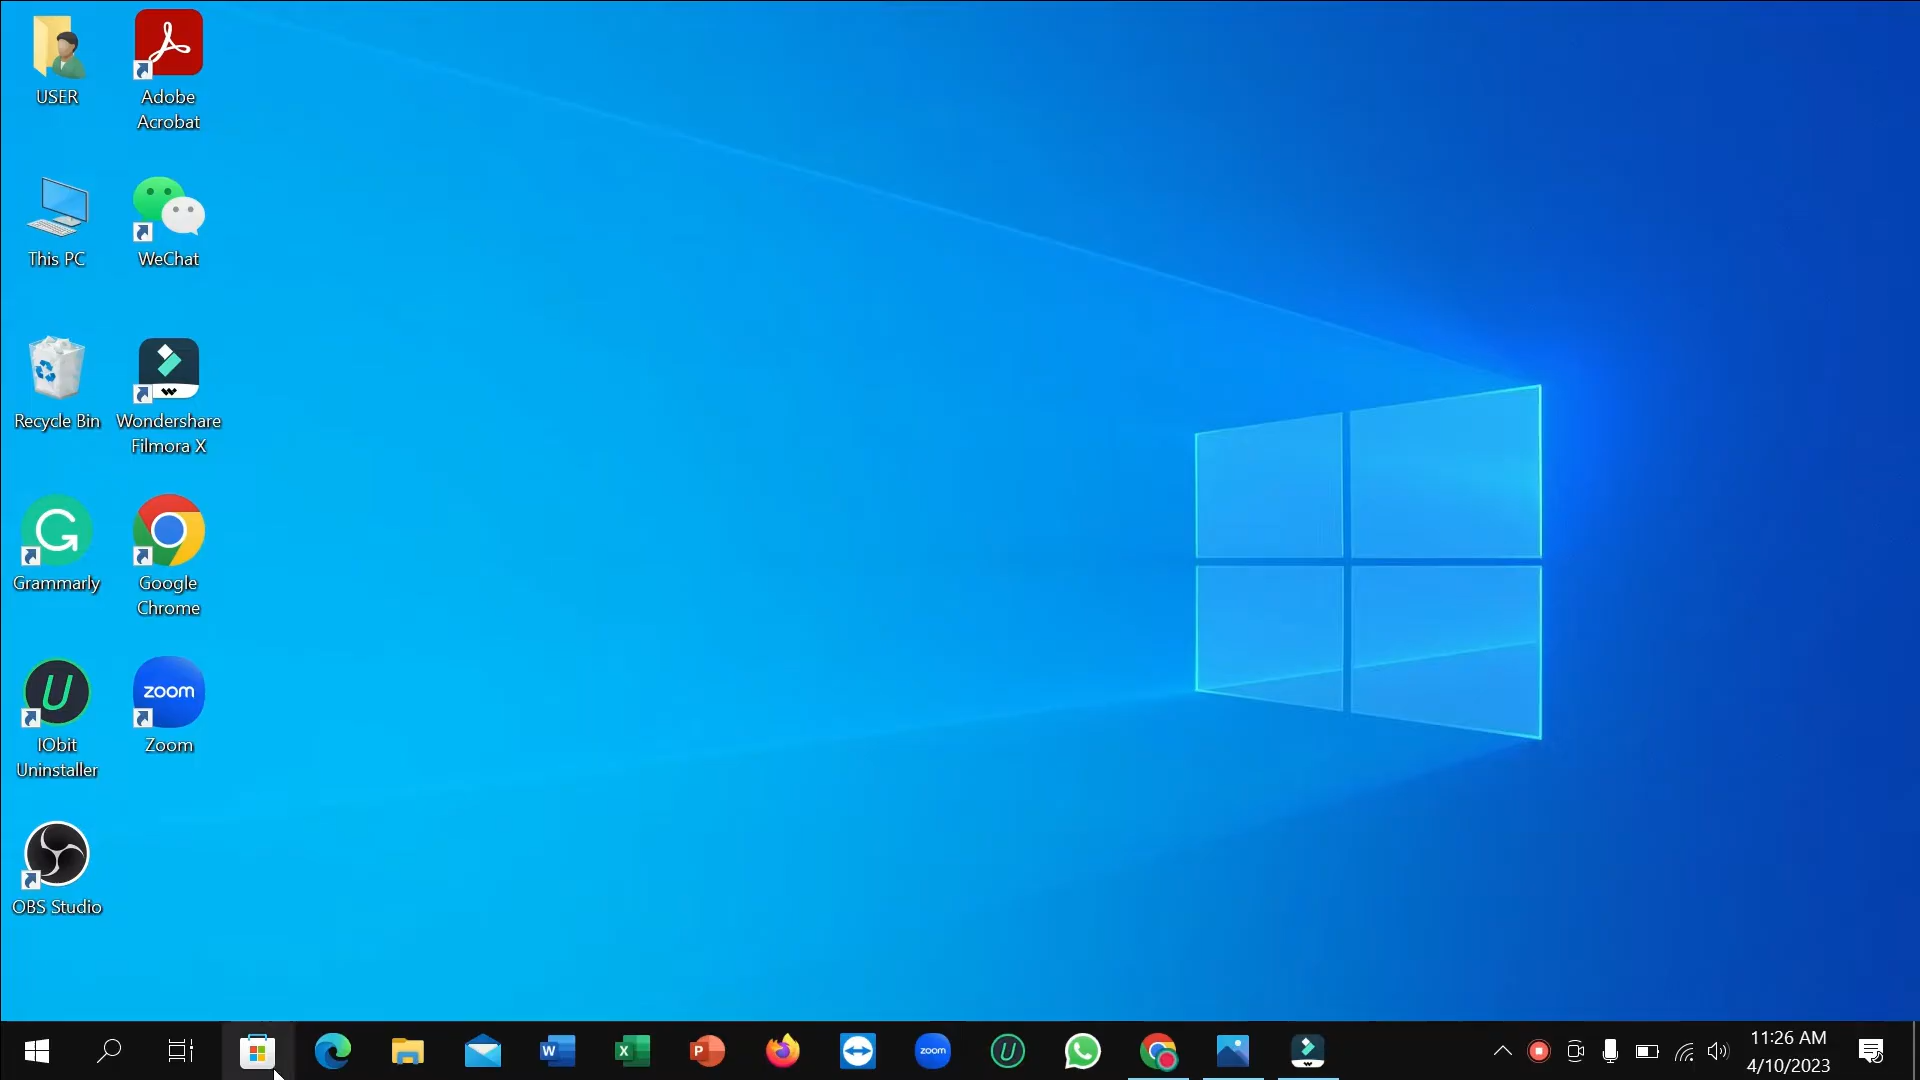 USER
Adobe
Acrobat
This PC
WeChat
Recycle Bin
Wondershare
Filmora X
Grammarly
Google
Chrome
zoom
IObit
Uninstaller
Zoom
OBS Studio
W
X
P
zoom
11:26 AM
4/10/2023